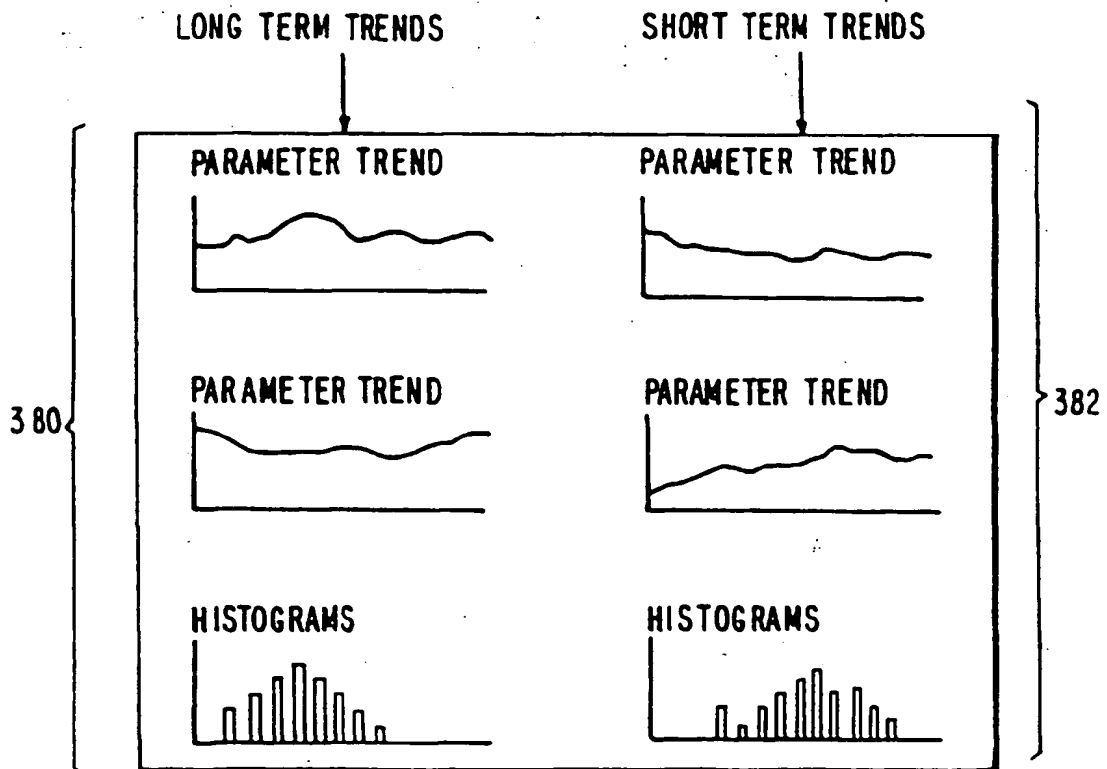 LONG TERM TRENDS
SHORT TERM TRENDS
PARAMETER TREND
PARAMETER TREND
380
PARAMETER TREND
PARAMETER TREND
382
HISTOGRAMS
HISTOGRAMS